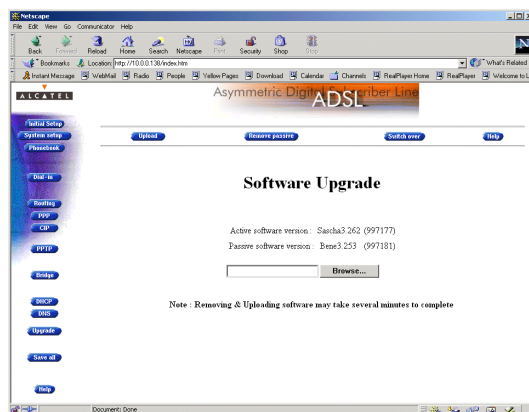 Netscape
File Edit View Go Communicator Help
Back Forward Reload Home Search Netscape Print Security Shop Stop
Bookmarks Location: http://10.0.0.138/index.htm What's Related
Instant Message WebMail Radio People Yellow Pages Download Calendar Channels RealPlayer Home RealPlayer Welcome to L
ALCATEL
Asymmetric Digital Subscriber Line
ADSL
Initial Setup
System setup
Phonebook
Upload Remove passive Switch over Help
Dial-in
Software Upgrade
Routing
PPP
CIP
Active software version : Sascha3.262 (997177)
PPTP
Passive software version : Bene3.253 (997181)
Bridge
Browse...
DHCP
DNS
Note : Removing & Uploading software may take several minutes to complete
Upgrade
Save all
Help
Document: Done